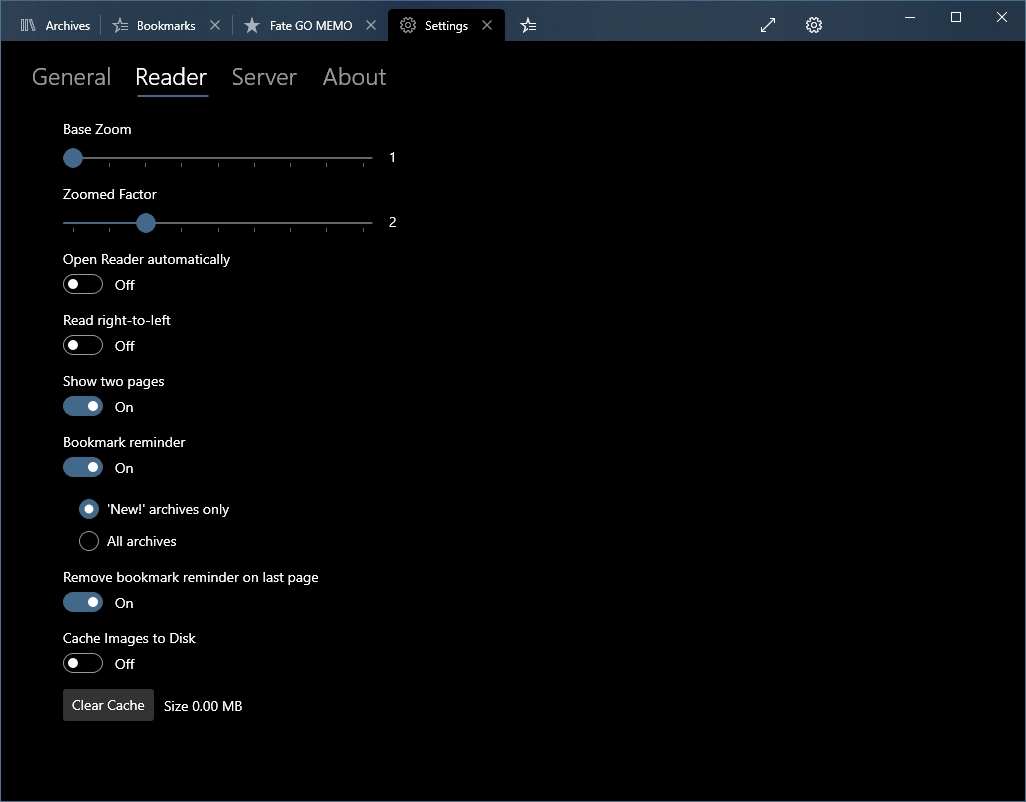 Archives Bookmarks Fate GO MEMO Settings
General Reader Server About
Base Zoom
1
Zoomed Factor
2
Open Reader automatically
Off
Read right-to-left
Off
Show two pages
On
Bookmark reminder
On
'New!' archives only
All archives
Remove bookmark reminder on last page
On
Cache Images to Disk
Off
Clear Cache Size 0.00 MB